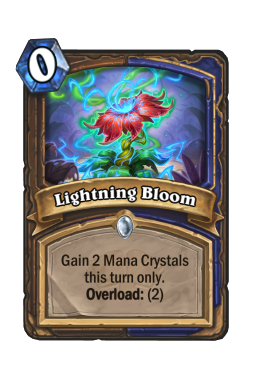 0
Lightning Bloom
Gain 2 Mana Crystals
this turn only.
Overload: (2)